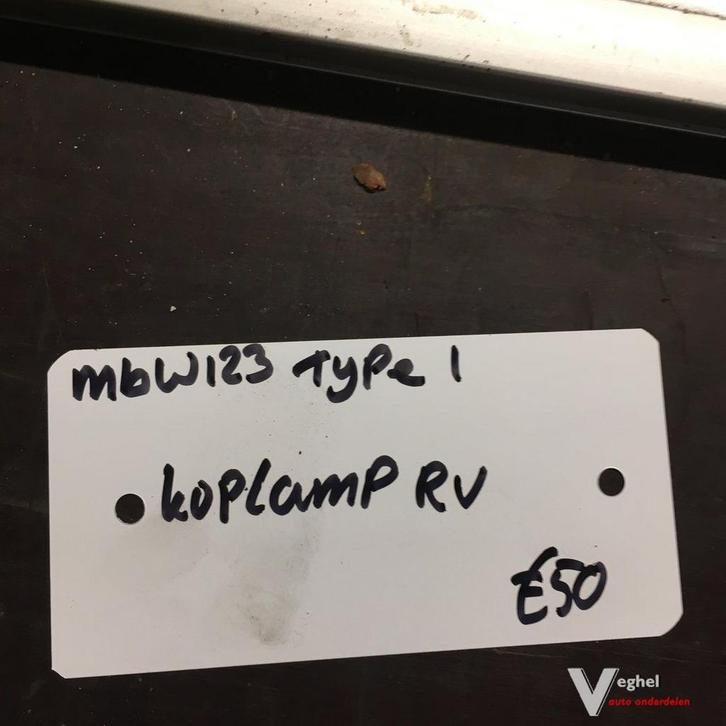 mbW123 Type 1
koplamp RV
€50
Veghel
auto onderdelen